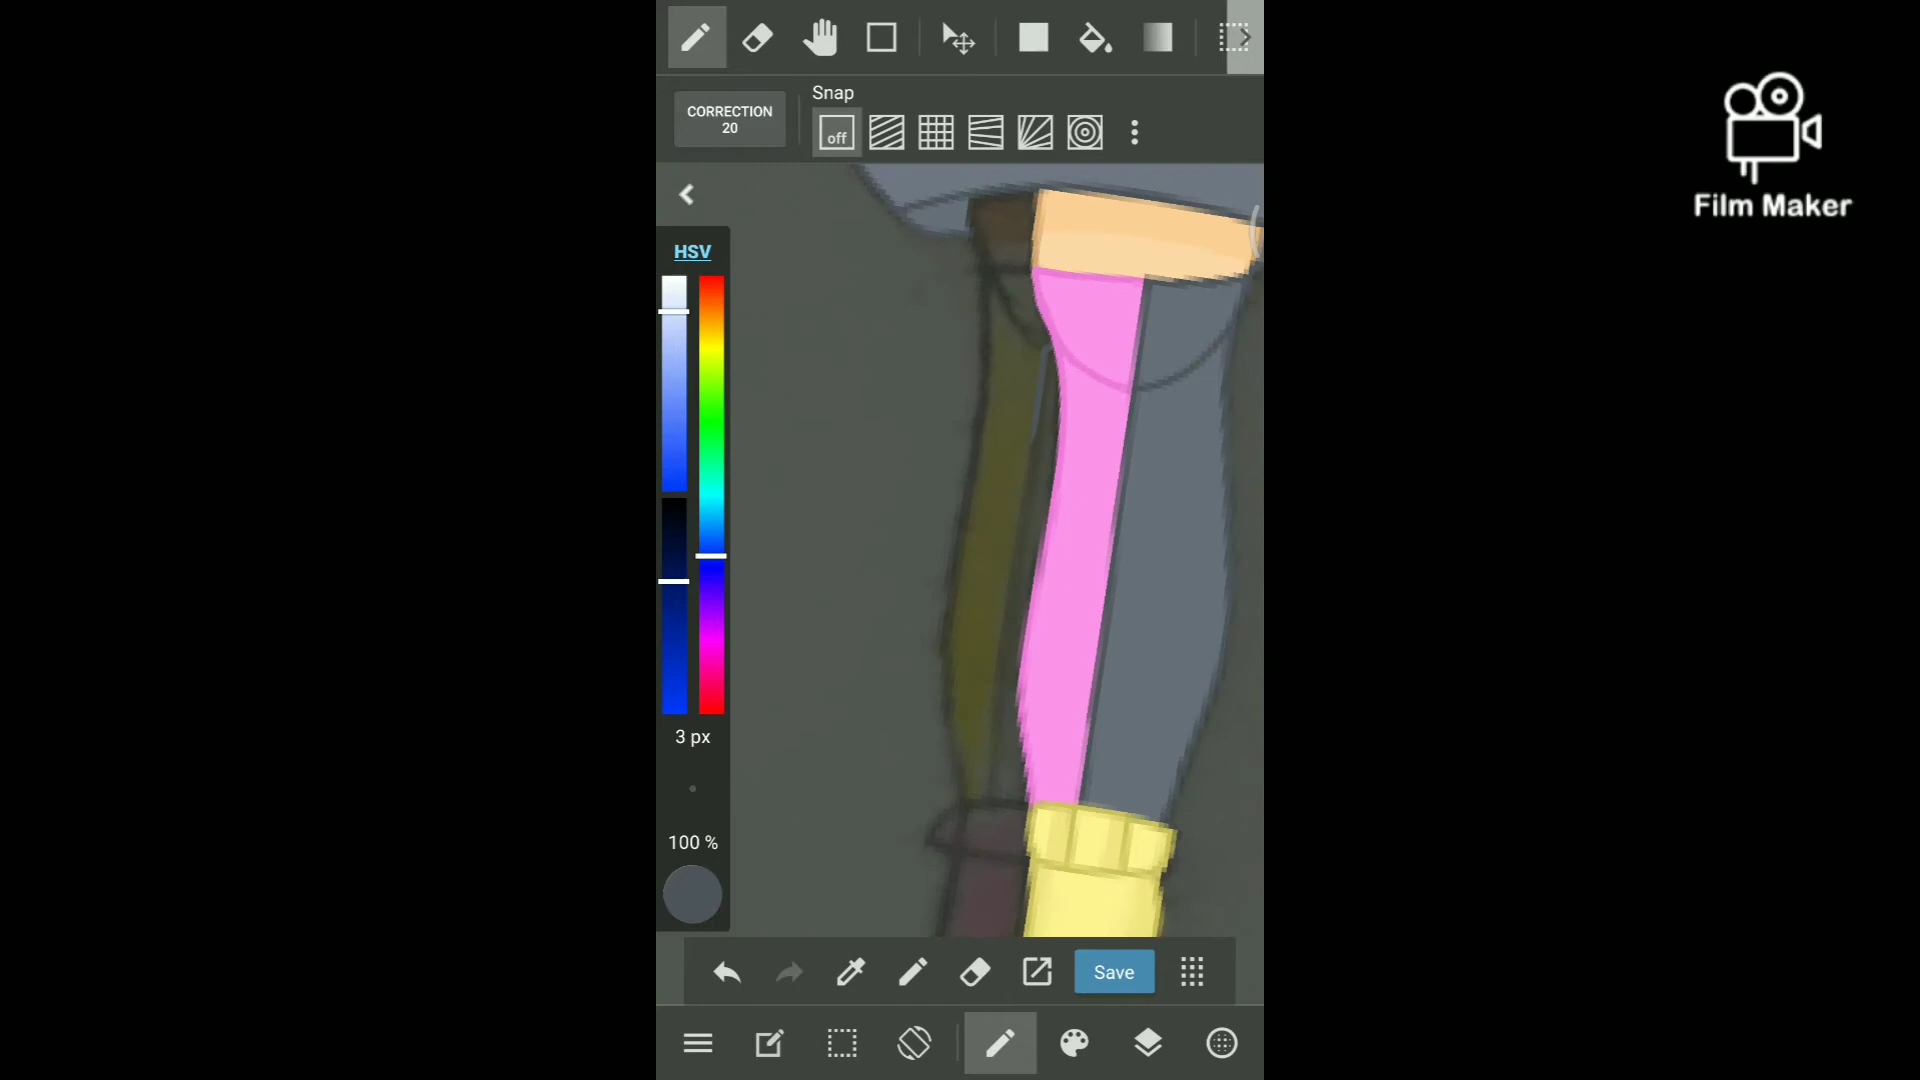 CORRECTION
20
Snap
off
HSV
3 px
100 %
Save
Film Maker